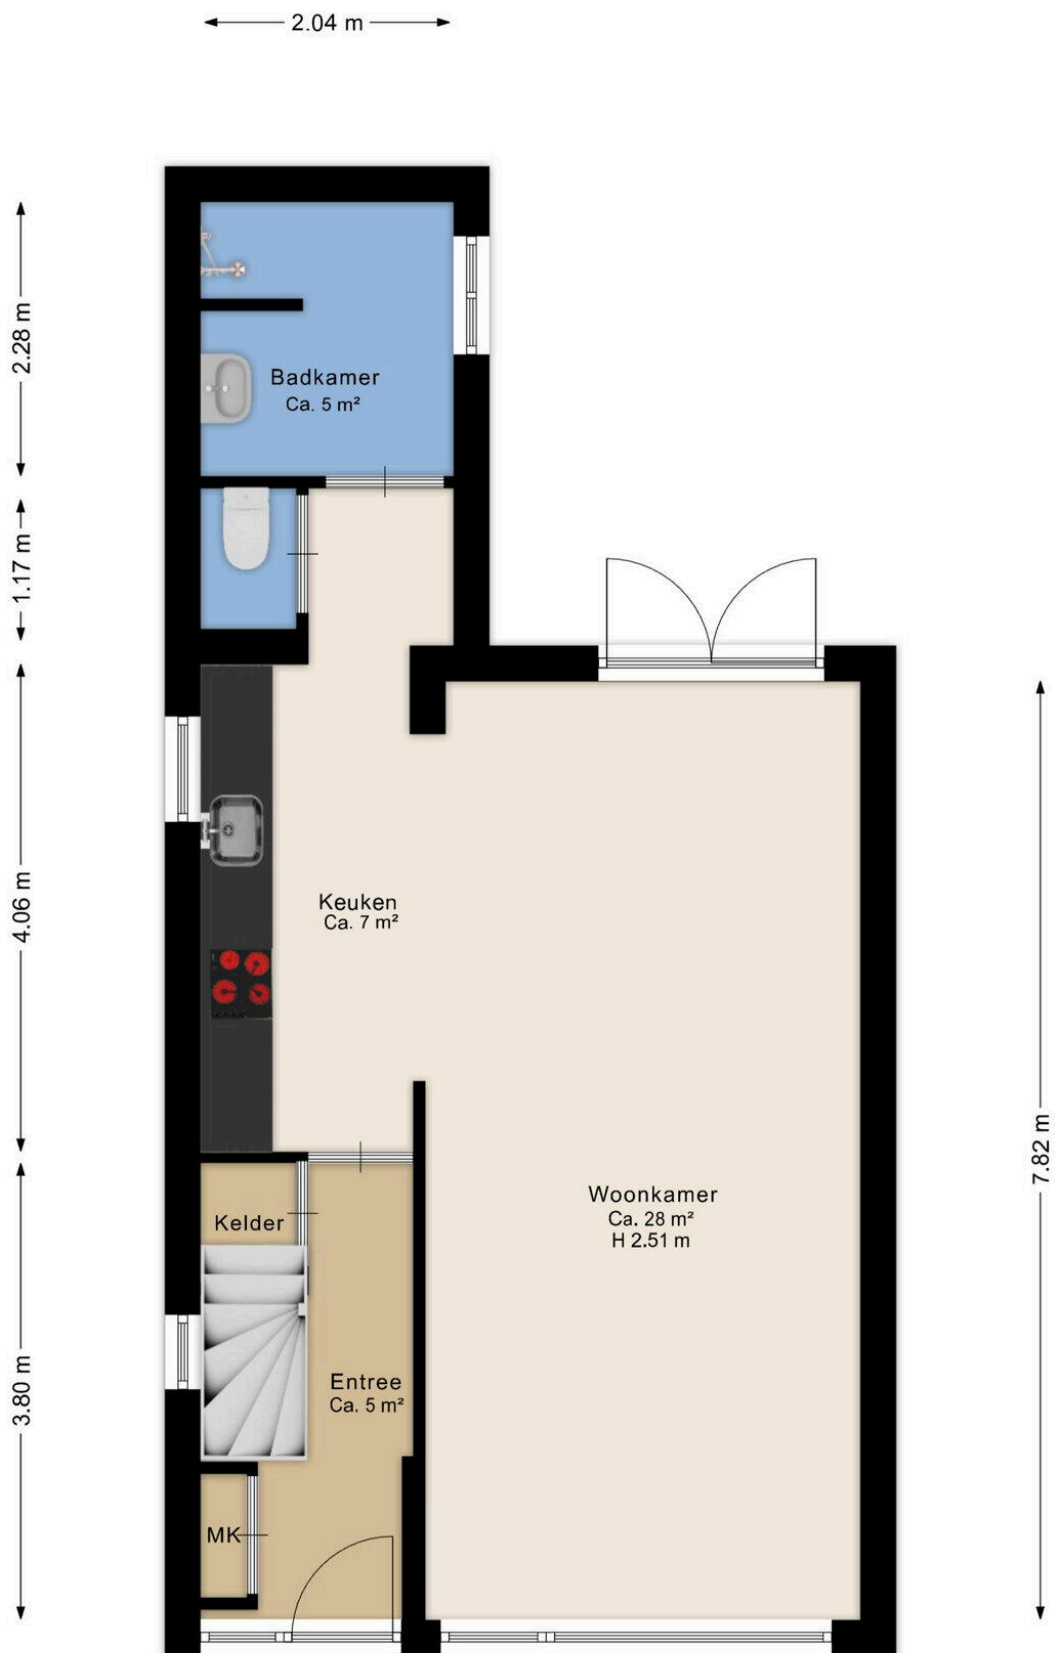 2.04 m
2.28 m
Badkamer
Ca. 5 m²
1.17 m
4.06 m
Keuken
Ca. 7 m²
7.82 m
Woonkamer
Ca. 28 m²
H 2.51 m
Kelder
3.80 m
Entree
Ca. 5 m²
MK